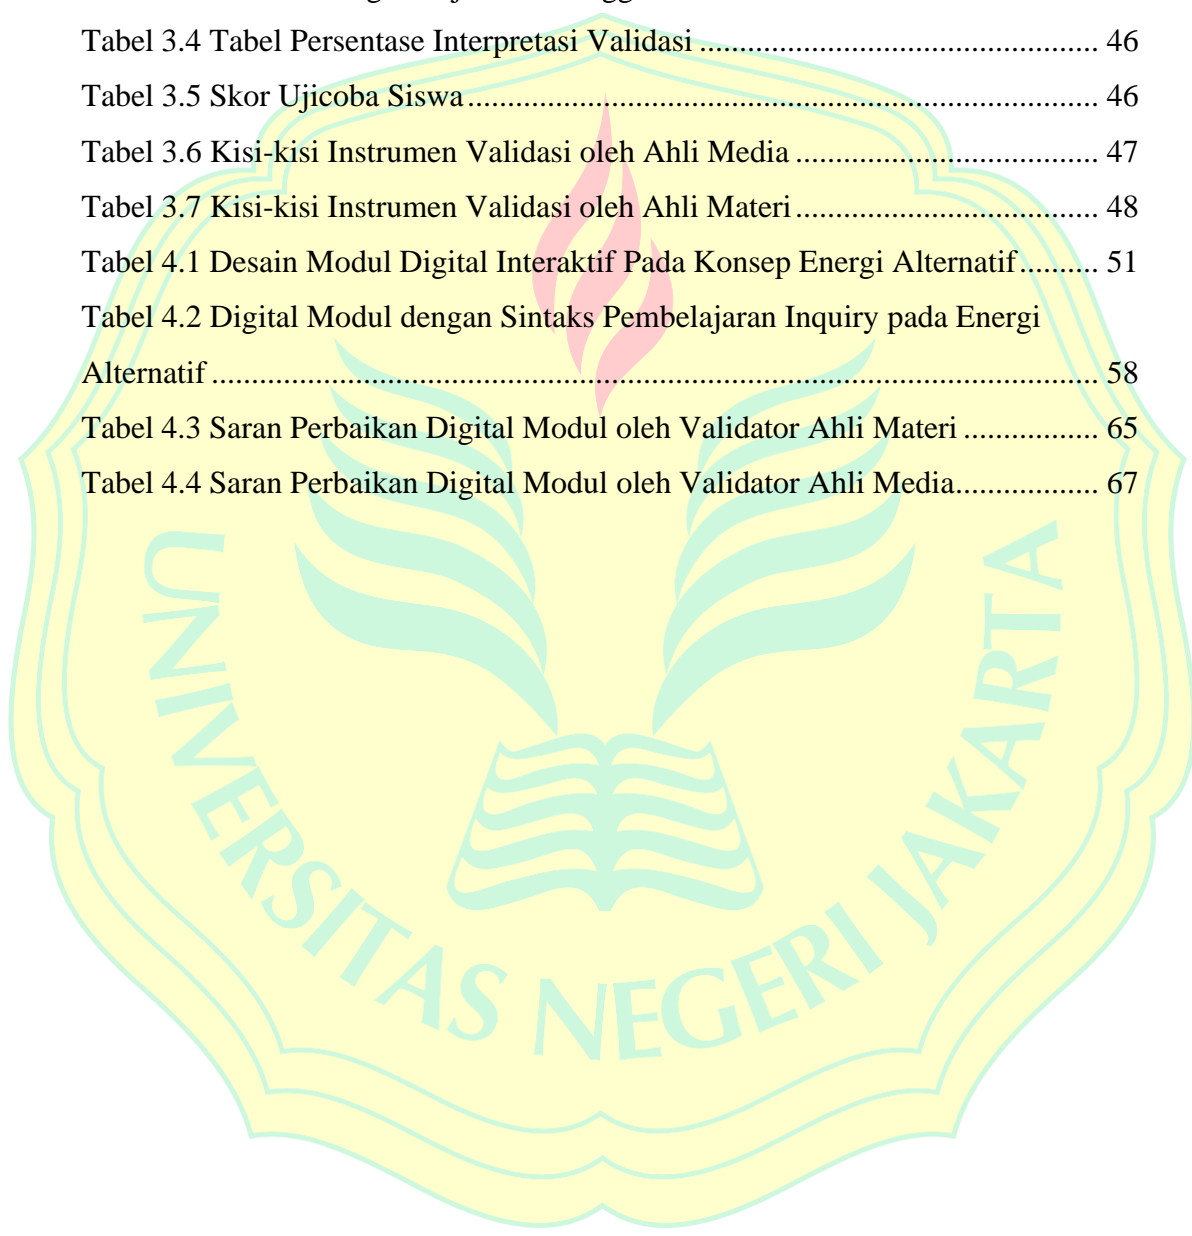 Tabel 3.4 Tabel Persentase Interpretasi Validasi .......................................... 46
Tabel 3.5 Skor Ujicoba Siswa .................................................................. 46
Tabel 3.6 Kisi-kisi Instrumen Validasi oleh Ahli Media ................................ 47
Tabel 3.7 Kisi-kisi Instrumen Validasi oleh Ahli Materi ................................ 48
Tabel 4.1 Desain Modul Digital Interaktif Pada Konsep Energi Alternatif .......... 51
Tabel 4.2 Digital Modul dengan Sintaks Pembelajaran Inquiry pada Energi
Alternatif ............................................................................................. 58
Tabel 4.3 Saran Perbaikan Digital Modul oleh Validator Ahli Materi ................. 65
Tabel 4.4 Saran Perbaikan Digital Modul oleh Validator Ahli Media.................. 67
UNIVERSITAS NEGERI JAKARTA